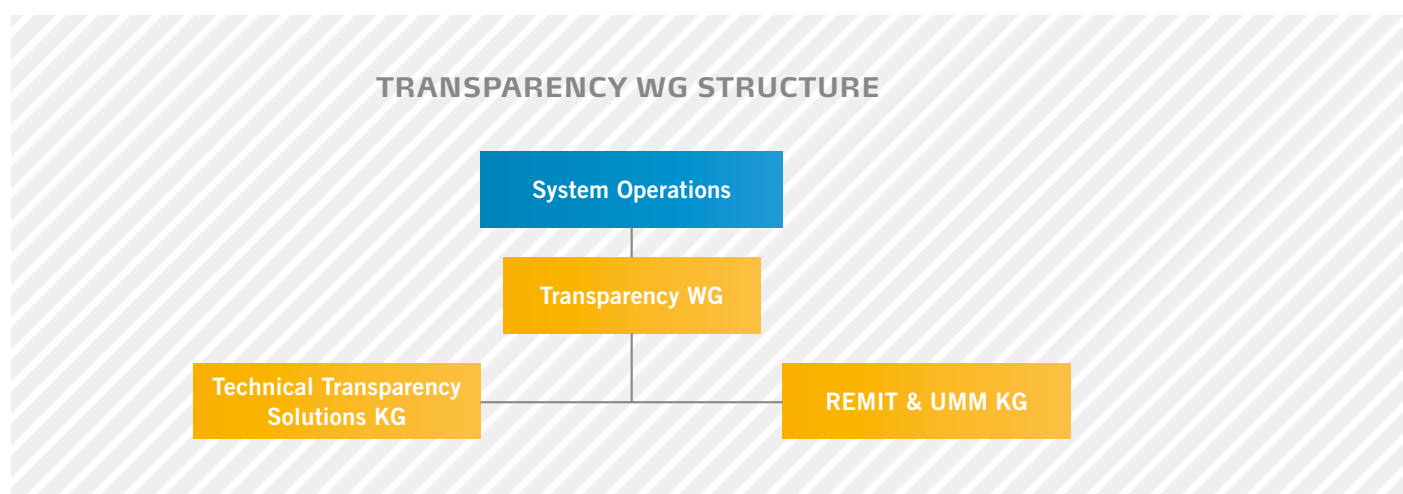 TRANSPARENCY WG STRUCTURE
System Operations
Transparency WG
Technical Transparency
Solutions KG
REMIT & UMM KG